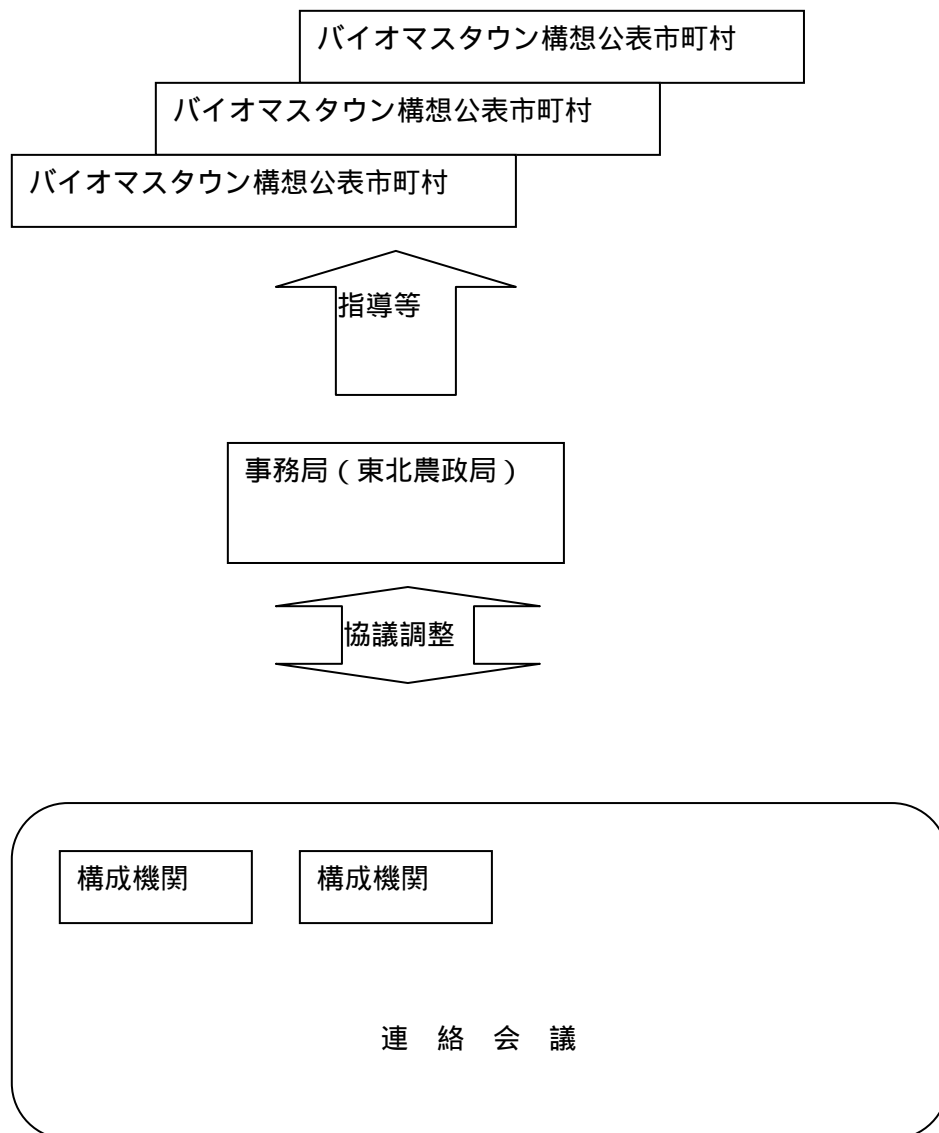 バイオマスタウン構想公表市町村
バイオマスタウン構想公表市町村
バイオマスタウン構想公表市町村
指導等
事務局（東北農政局）
協議調整
構成機関
構成機関
連　絡　会　議